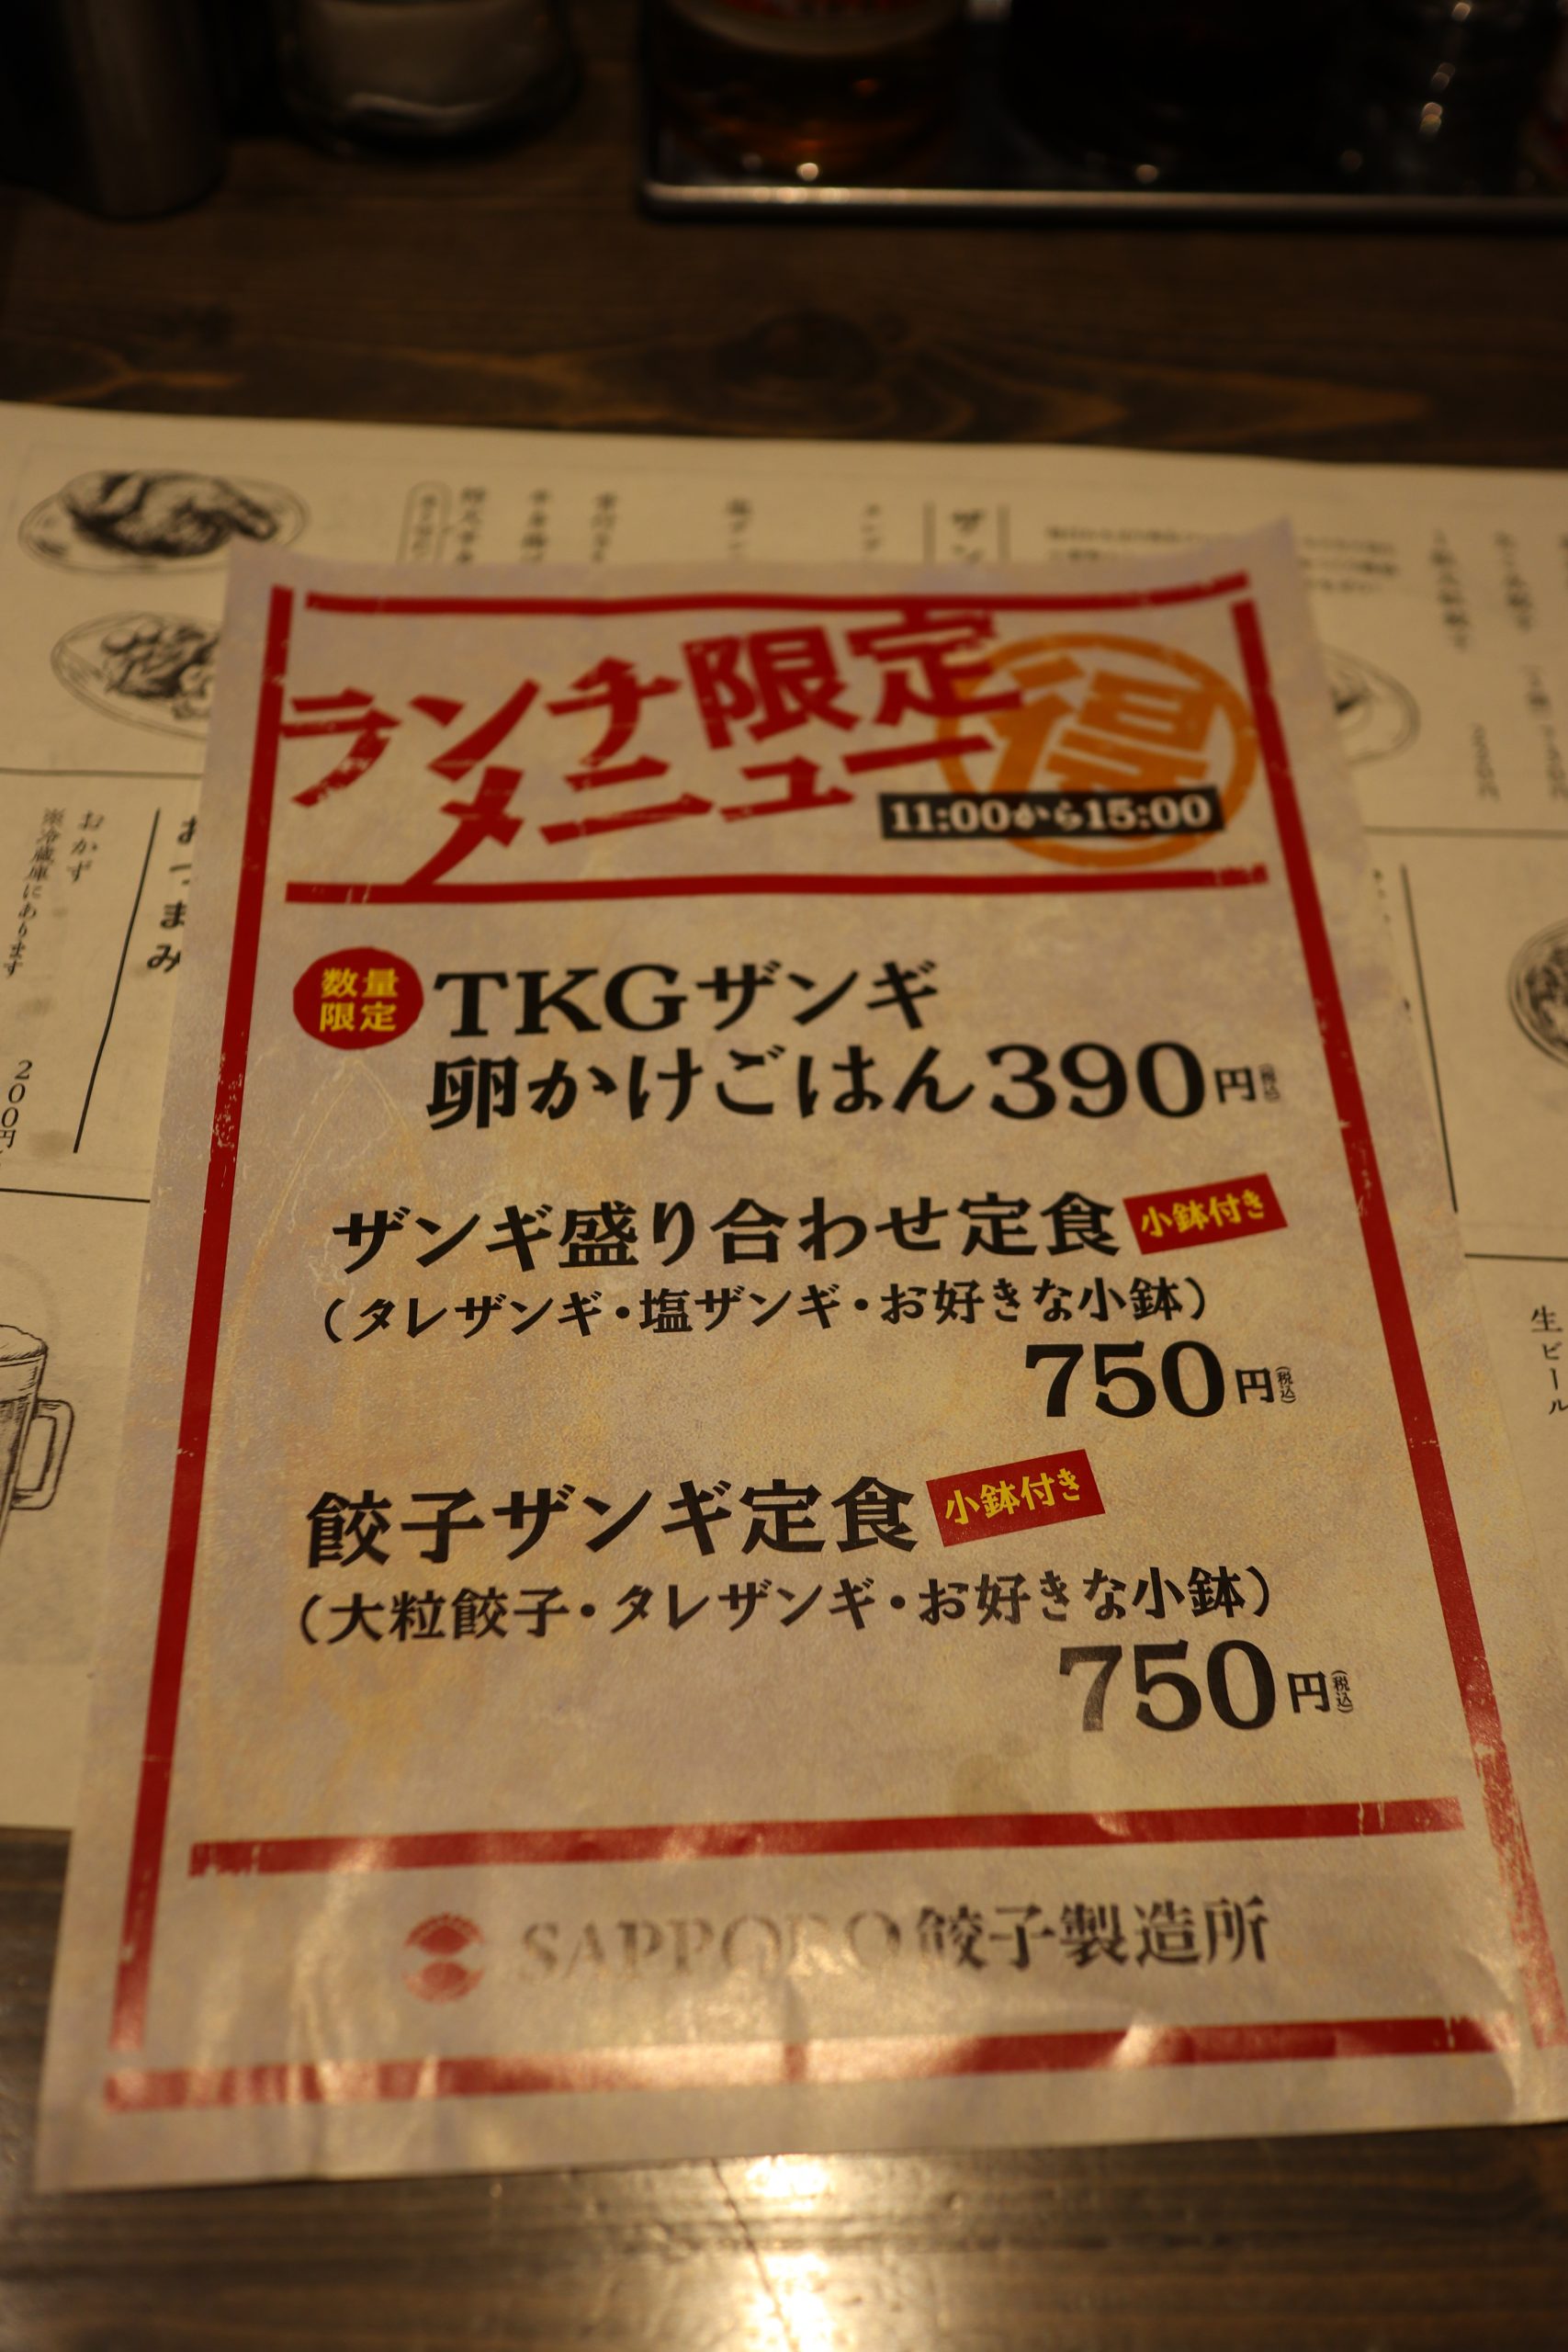 ランチ限定
メニュー
得
11:00から15:00
数量
限定
TKGザンギ
卵かけごはん390円(税込)
ザンギ盛り合わせ定食 小鉢付き
(タレザンギ・塩ザンギ・お好きな小鉢)
750円(税込)
餃子ザンギ定食 小鉢付き
(大粒餃子・タレザンギ・お好きな小鉢)
750円(税込)
SAPPORO餃子製造所
おつまみ
おかず
※冷蔵庫にあります
200円
生ビール